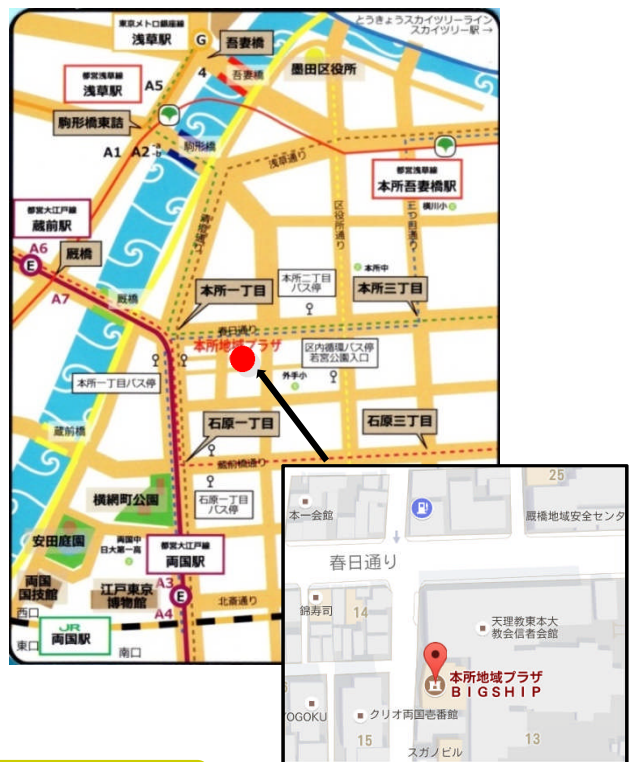 とうきょうスカイツリーライン
スカイツリー駅 →
東京メトロ銀座線
浅草駅
G
吾妻橋
4
吾妻橋
墨田区役所
都営浅草線
浅草駅
A5
駒形橋東詰
A1 A2
駒形橋
浅草通り
都営浅草線
本所吾妻橋駅
横川小
三つ目通り
区役所通り
清澄通り
都営大江戸線
蔵前駅
A6
E
厩橋
A7
厩橋
本所一丁目
本所二丁目
バス停
本所中
本所三丁目
春日通り
本所地域プラザ
区内循環バス停
若宮公園入口
外手小
本所一丁目バス停
石原一丁目
石原三丁目
蔵前橋
蔵前橋通り
石原一丁目
バス停
横網町公園
安田庭園
両国中
日大第一高
都営大江戸線
両国駅
両国
国技館
江戸東京
博物館
A3
E
A4
北斎通り
西口
JR
両国駅
東口
南口
25
本一会館
厩橋地域安全センタ
春日通り
錦寿司
14
天理教東本大
教会信者会館
本所地域プラザ
BIGSHIP
OGOKU
クリオ両国壱番館
15
13
スガノビル